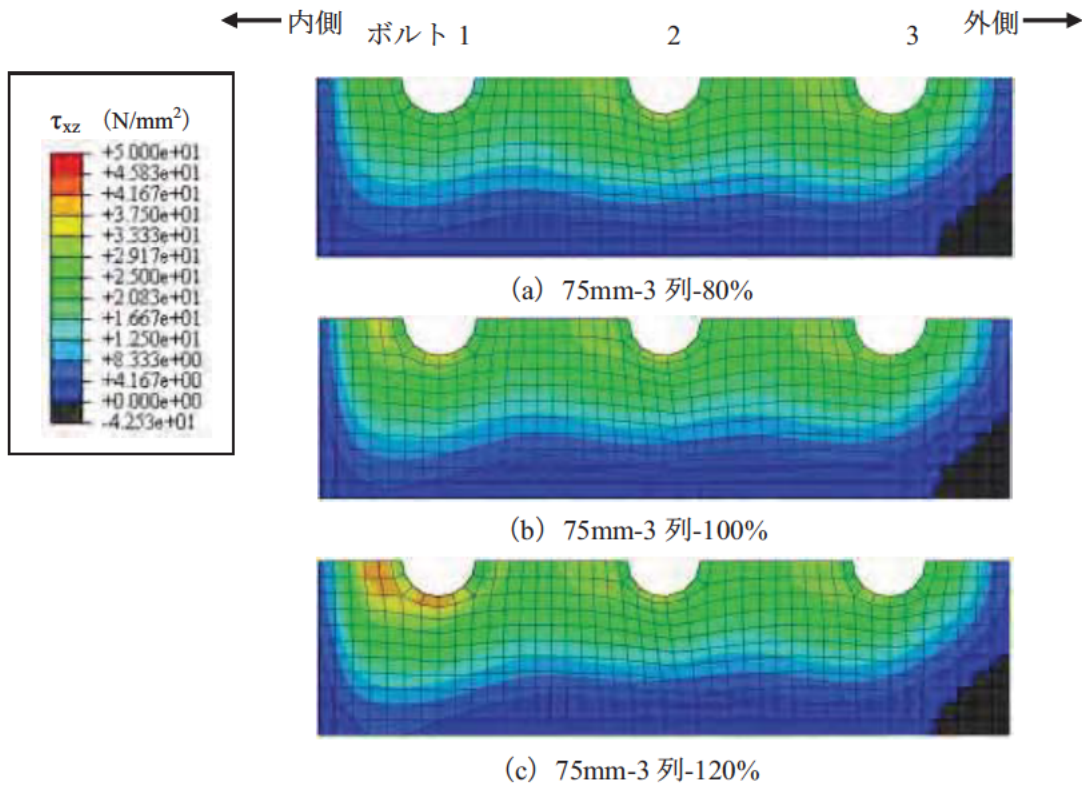 内側 外側
ボルト 1 2 3
τxz (N/mm²)
+5.000e+01
+4.583e+01
+4.167e+01
+3.750e+01
+3.333e+01
+2.917e+01
+2.500e+01
+2.083e+01
+1.667e+01
+1.250e+01
+8.333e+00
+4.167e+00
+0.000e+00
-4.253e+01
(a) 75mm-3 列-80%
(b) 75mm-3 列-100%
(c) 75mm-3 列-120%